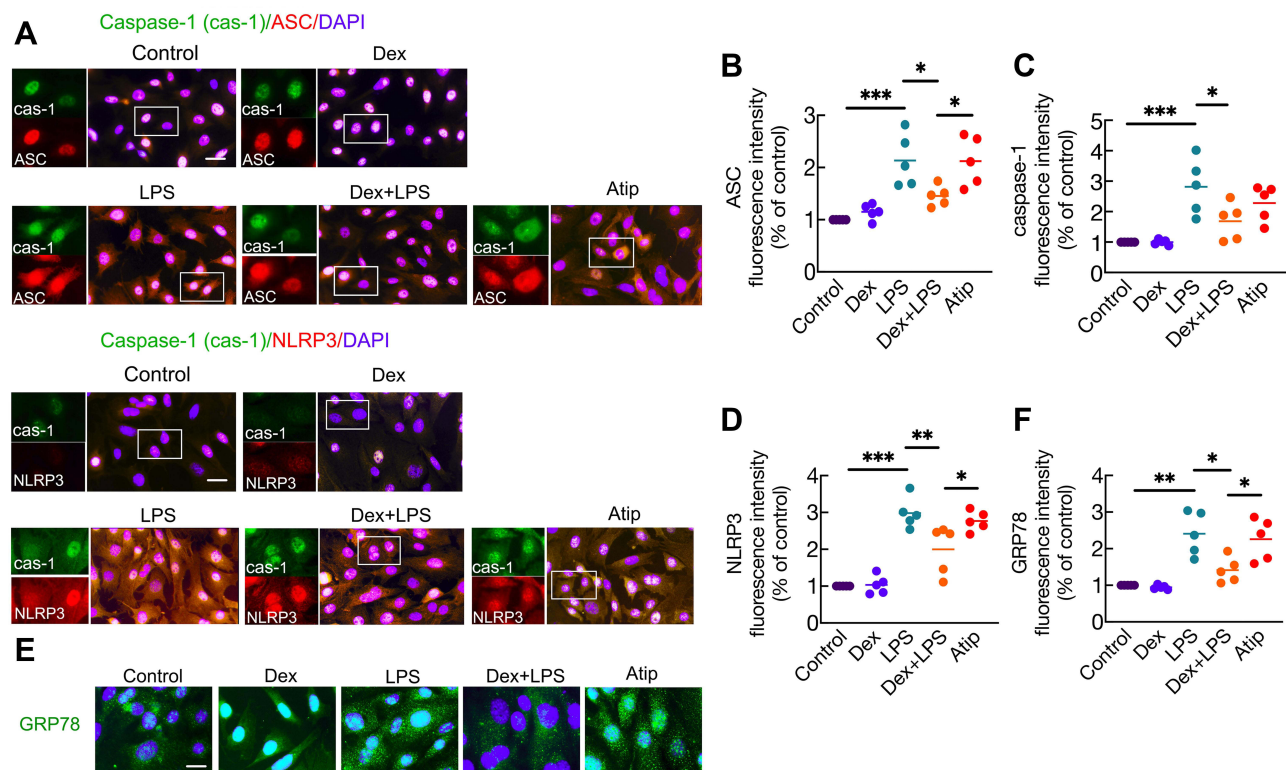 A
Caspase-1 (cas-1)/ASC/DAPI
Control
Dex
cas-1
ASC
cas-1
ASC
LPS
Dex+LPS
Atip
cas-1
ASC
cas-1
ASC
cas-1
ASC
Caspase-1 (cas-1)/NLRP3/DAPI
Control
Dex
cas-1
NLRP3
cas-1
NLRP3
LPS
Dex+LPS
Atip
cas-1
NLRP3
cas-1
NLRP3
cas-1
NLRP3
E
Control
Dex
LPS
Dex+LPS
Atip
GRP78
B
ASC
fluorescence intensity
(% of control)
3
2
1
0
***
*
*
Control
Dex
LPS
Dex+LPS
Atip
C
caspase-1
fluorescence intensity
(% of control)
5
4
3
2
1
0
***
*
Control
Dex
LPS
Dex+LPS
Atip
D
NLRP3
fluorescence intensity
(% of control)
4
3
2
1
0
***
**
*
Control
Dex
LPS
Dex+LPS
Atip
F
GRP78
fluorescence intensity
(% of control)
4
3
2
1
0
**
*
*
Control
Dex
LPS
Dex+LPS
Atip